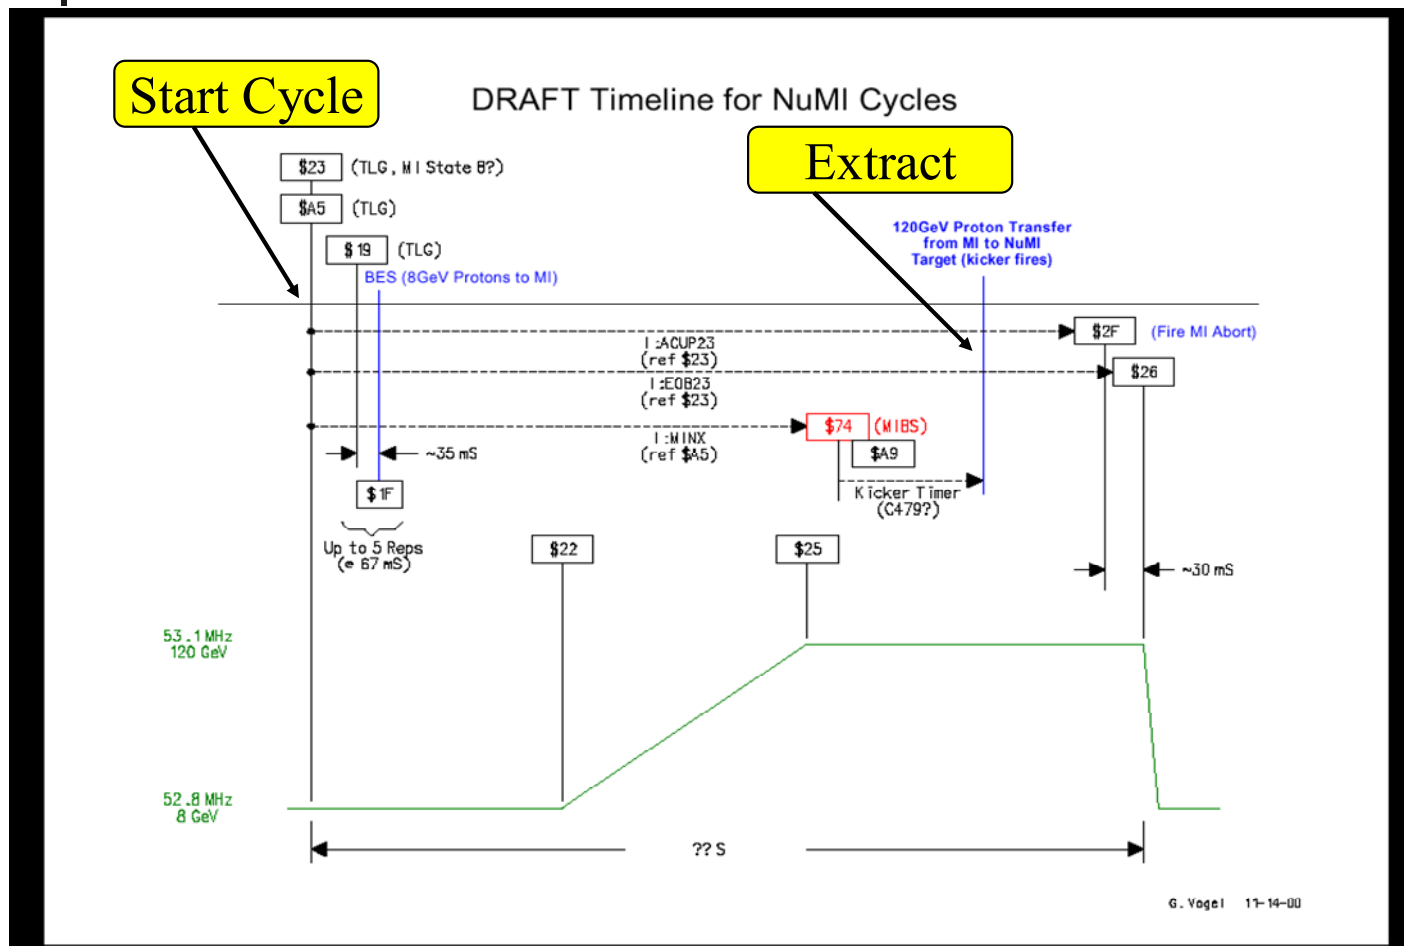 Start Cycle
DRAFT Timeline for NuMI Cycles
Extract
$23 (TLG, MI State 8?)
$A5 (TLG)
$19 (TLG)
BES (8GeV Protons to MI)
120GeV Proton Transfer
from MI to NuMI
Target (kicker fires)
$2F (Fire MI Abort)
I:ACUP23
(ref $23)
$26
I:EOB23
(ref $23)
$74 (MIBS)
I:MINX
(ref $A5)
$A9
~35 mS
$1F
Kicker Timer
(C479?)
Up to 5 Reps
(@ 67 mS)
$22
$25
~30 mS
53.1 MHz
120 GeV
52.8 MHz
8 GeV
?? S
G. Vogel 11-14-00